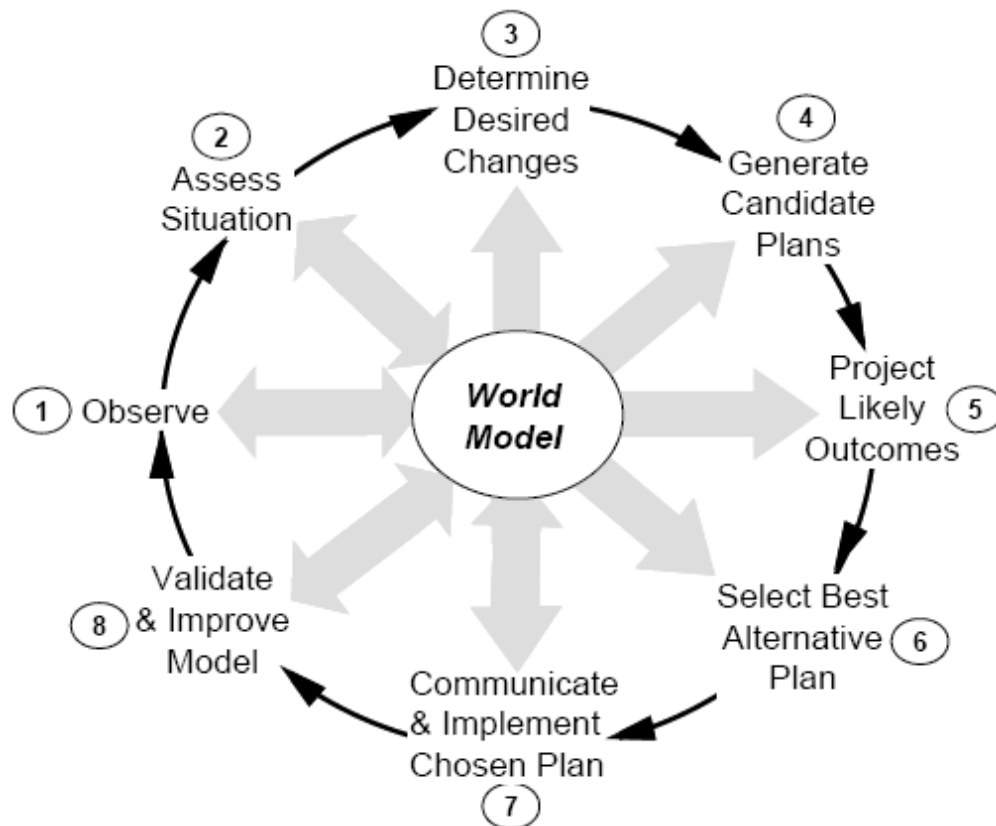 1
Observe
2
Assess
Situation
3
Determine
Desired
Changes
4
Generate
Candidate
Plans
Project
Likely
Outcomes
5
Select Best
Alternative
Plan
6
Communicate
& Implement
Chosen Plan
7
Validate
& Improve
Model
8
World
Model